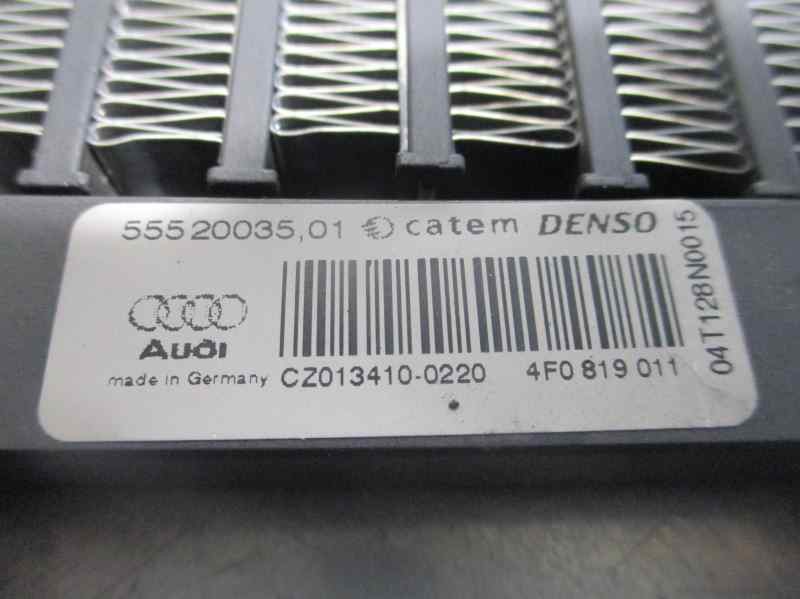 55520035,01 catem DENSO
AUDI
made in Germany CZ013410-0220 4F0 819 011
04T128N0015